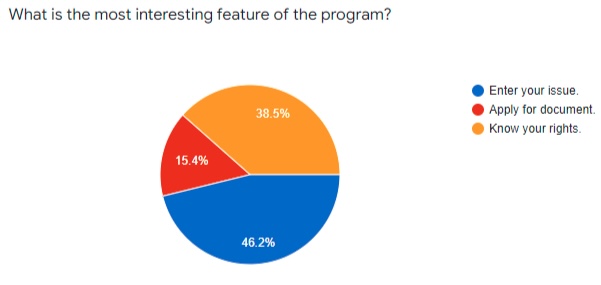 What is the most interesting feature of the program?
38.5%
15.4%
46.2%
Enter your issue.
Apply for document.
Know your rights.